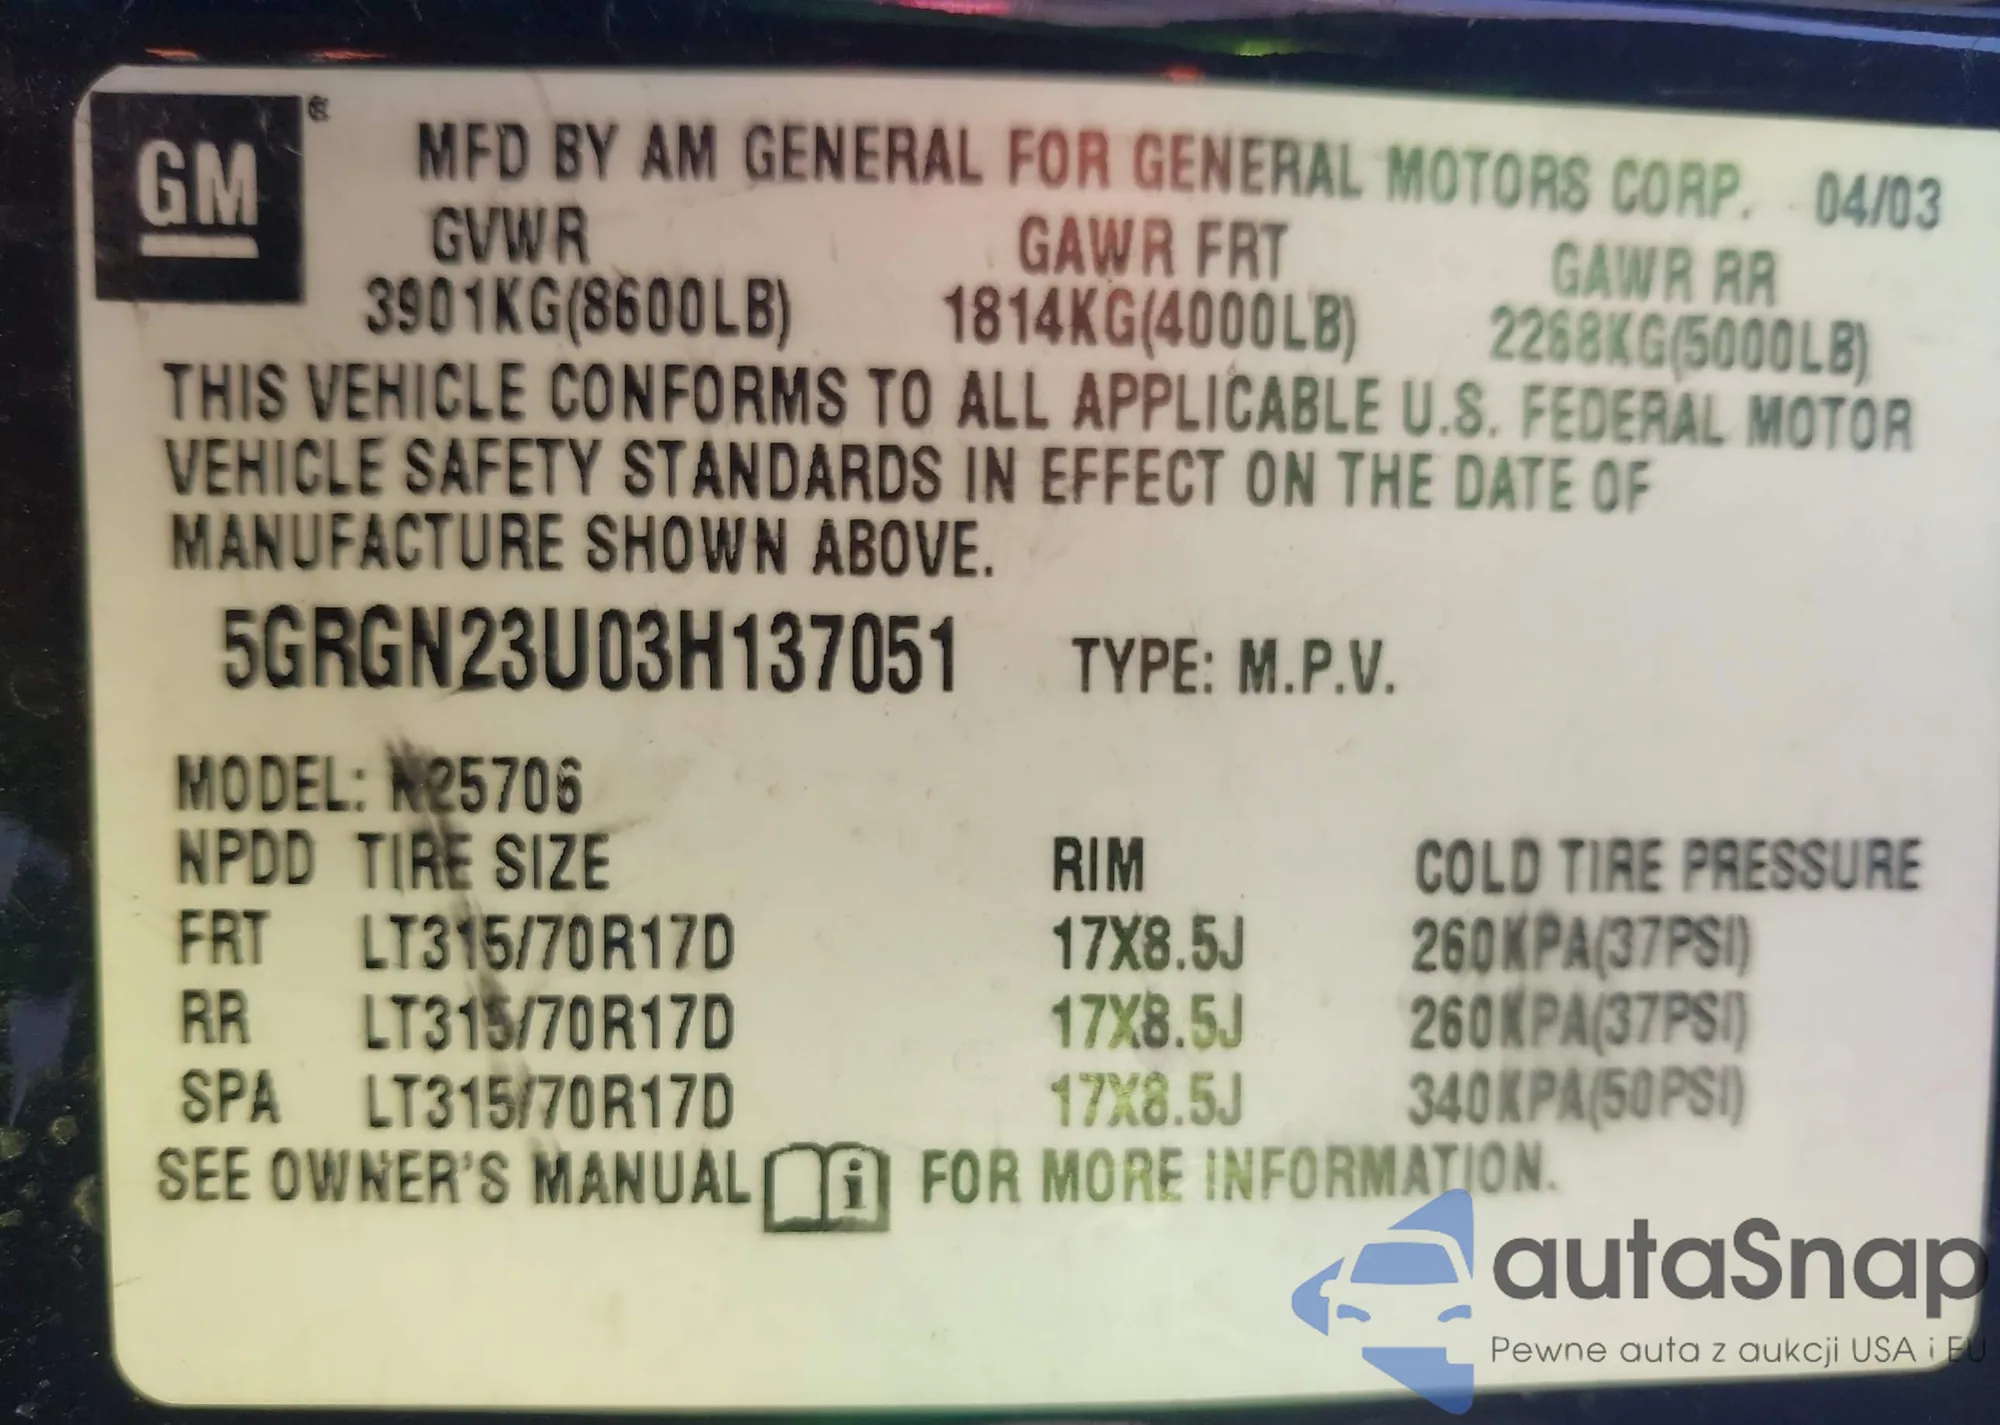 GM ®
MFD BY AM GENERAL FOR GENERAL MOTORS CORP. 04/03
GVWR GAWR FRT GAWR RR
3901KG(8600LB) 1814KG(4000LB) 2268KG(5000LB)
THIS VEHICLE CONFORMS TO ALL APPLICABLE U.S. FEDERAL MOTOR
VEHICLE SAFETY STANDARDS IN EFFECT ON THE DATE OF
MANUFACTURE SHOWN ABOVE.
5GRGN23U03H137051 TYPE: M.P.V.
MODEL: N25706
NPDD TIRE SIZE RIM COLD TIRE PRESSURE
FRT LT315/70R17D 17X8.5J 260KPA(37PSI)
RR LT315/70R17D 17X8.5J 260KPA(37PSI)
SPA LT315/70R17D 17X8.5J 340KPA(50PSI)
SEE OWNER'S MANUAL i FOR MORE INFORMATION.
autaSnap
Pewne auta z aukcji USA i EU